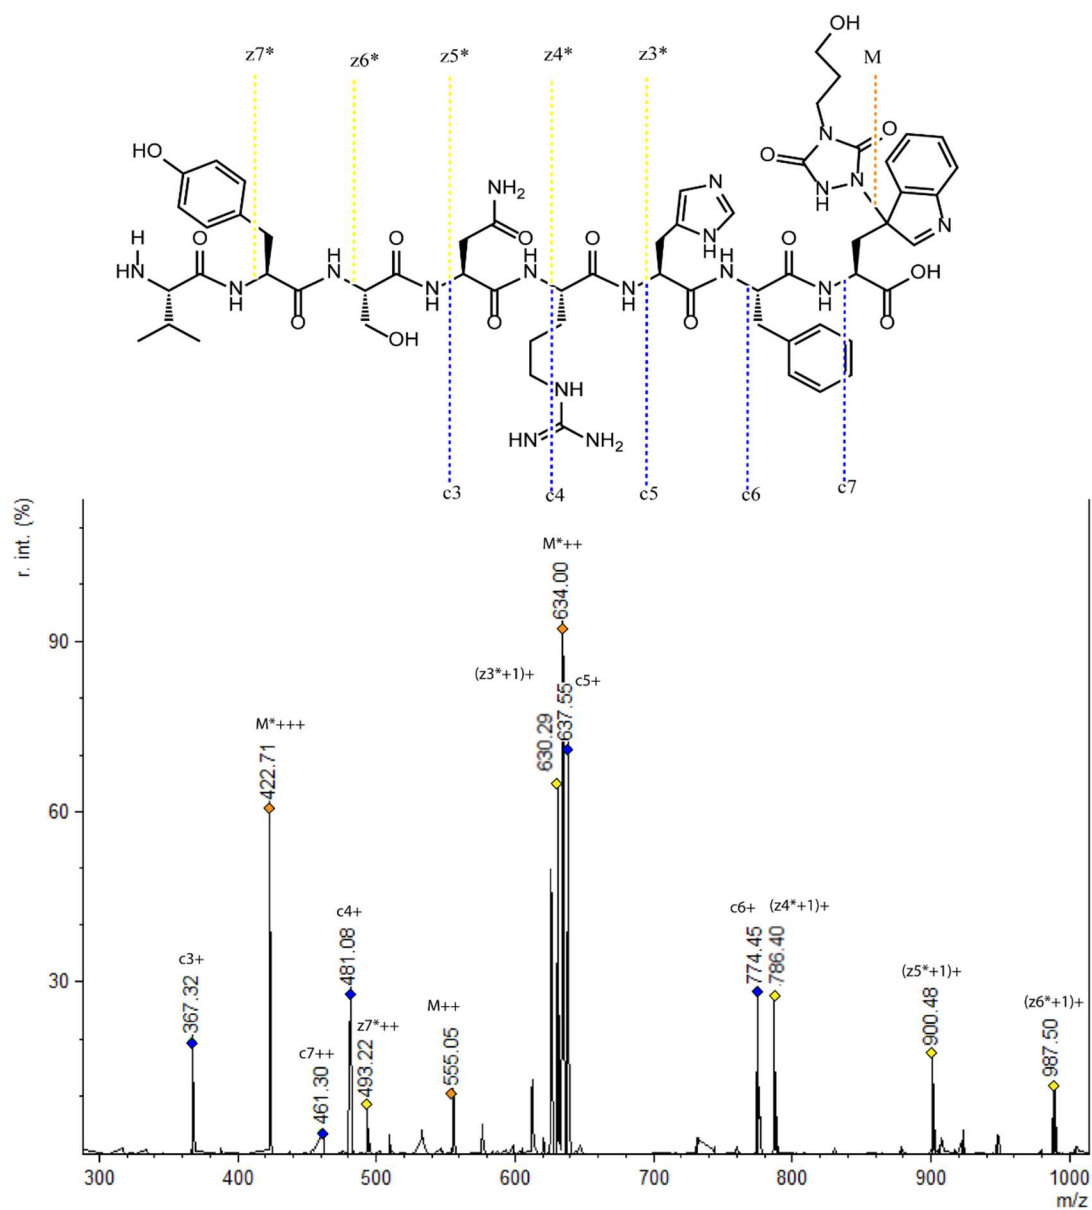 OH
z7*
z6*
z5*
z4*
z3*
M
N
O
O
HO
NH₂
N
N
N
H
O
N
H
H
N
O
O
N
H
O
H
N
O
H
N
O
OH
HN
N
H
O
N
H
O
N
H
O
N
H
O
OH
NH
HN
NH₂
c3
c4
c5
c6
c7
r. int. (%)
M*++
634.00
90
(z3*+1)+
c5+
637.55
630.29
M*+++
422.71
60
c6+
(z4*+1)+
774.45
786.40
c4+
481.08
(z5*+1)+
900.48
c3+
367.32
30
z7*++
493.22
M++
555.05
(z6*+1)+
987.50
c7++
461.30
300
400
500
600
700
800
900
1000
m/z